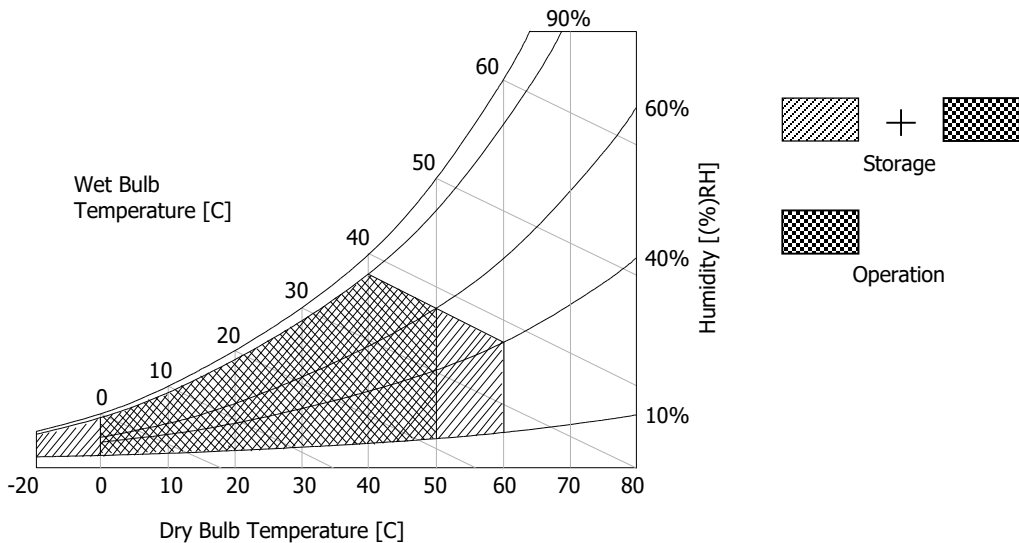 90%
60
60%
50
Wet Bulb
Temperature [C]
Storage
40
40%
30
Humidity [(%)RH]
Operation
20
10
0
10%
-20 0 10 20 30 40 50 60 70 80
Dry Bulb Temperature [C]